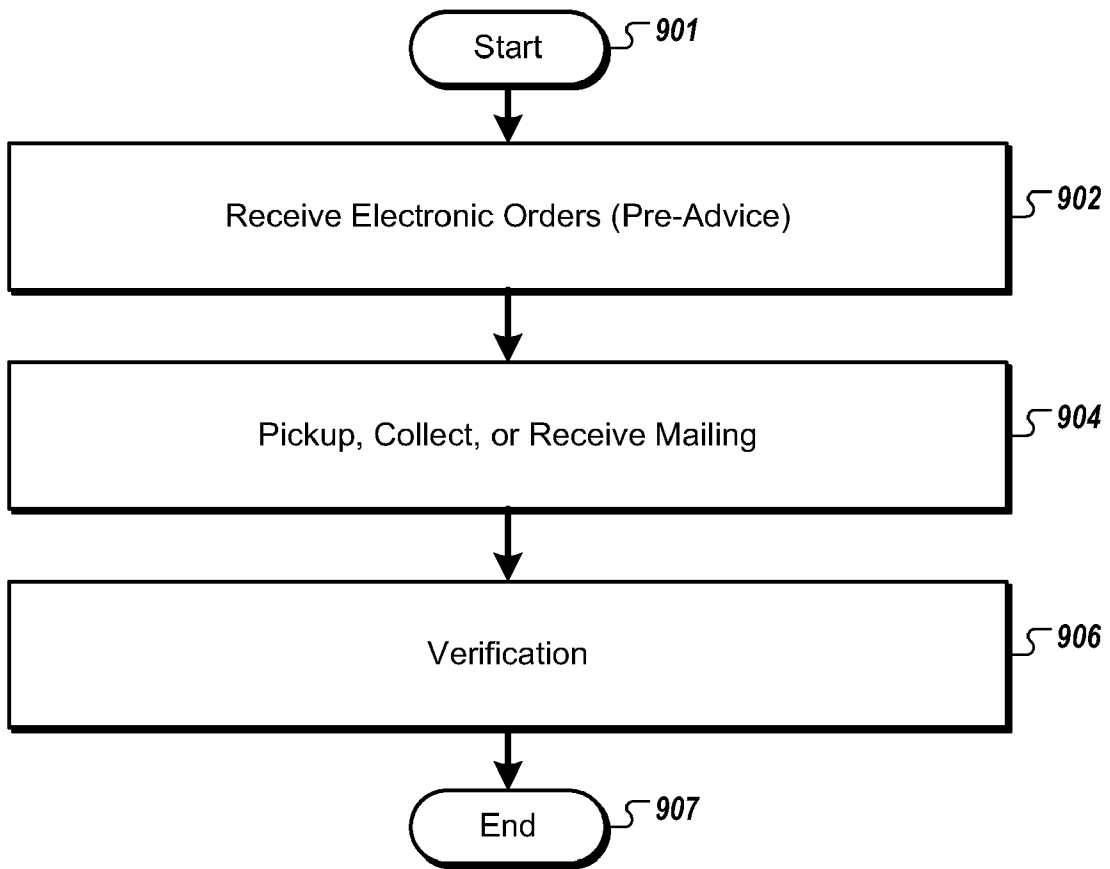 Start
901
Receive Electronic Orders (Pre-Advice)
902
Pickup, Collect, or Receive Mailing
904
Verification
906
End
907